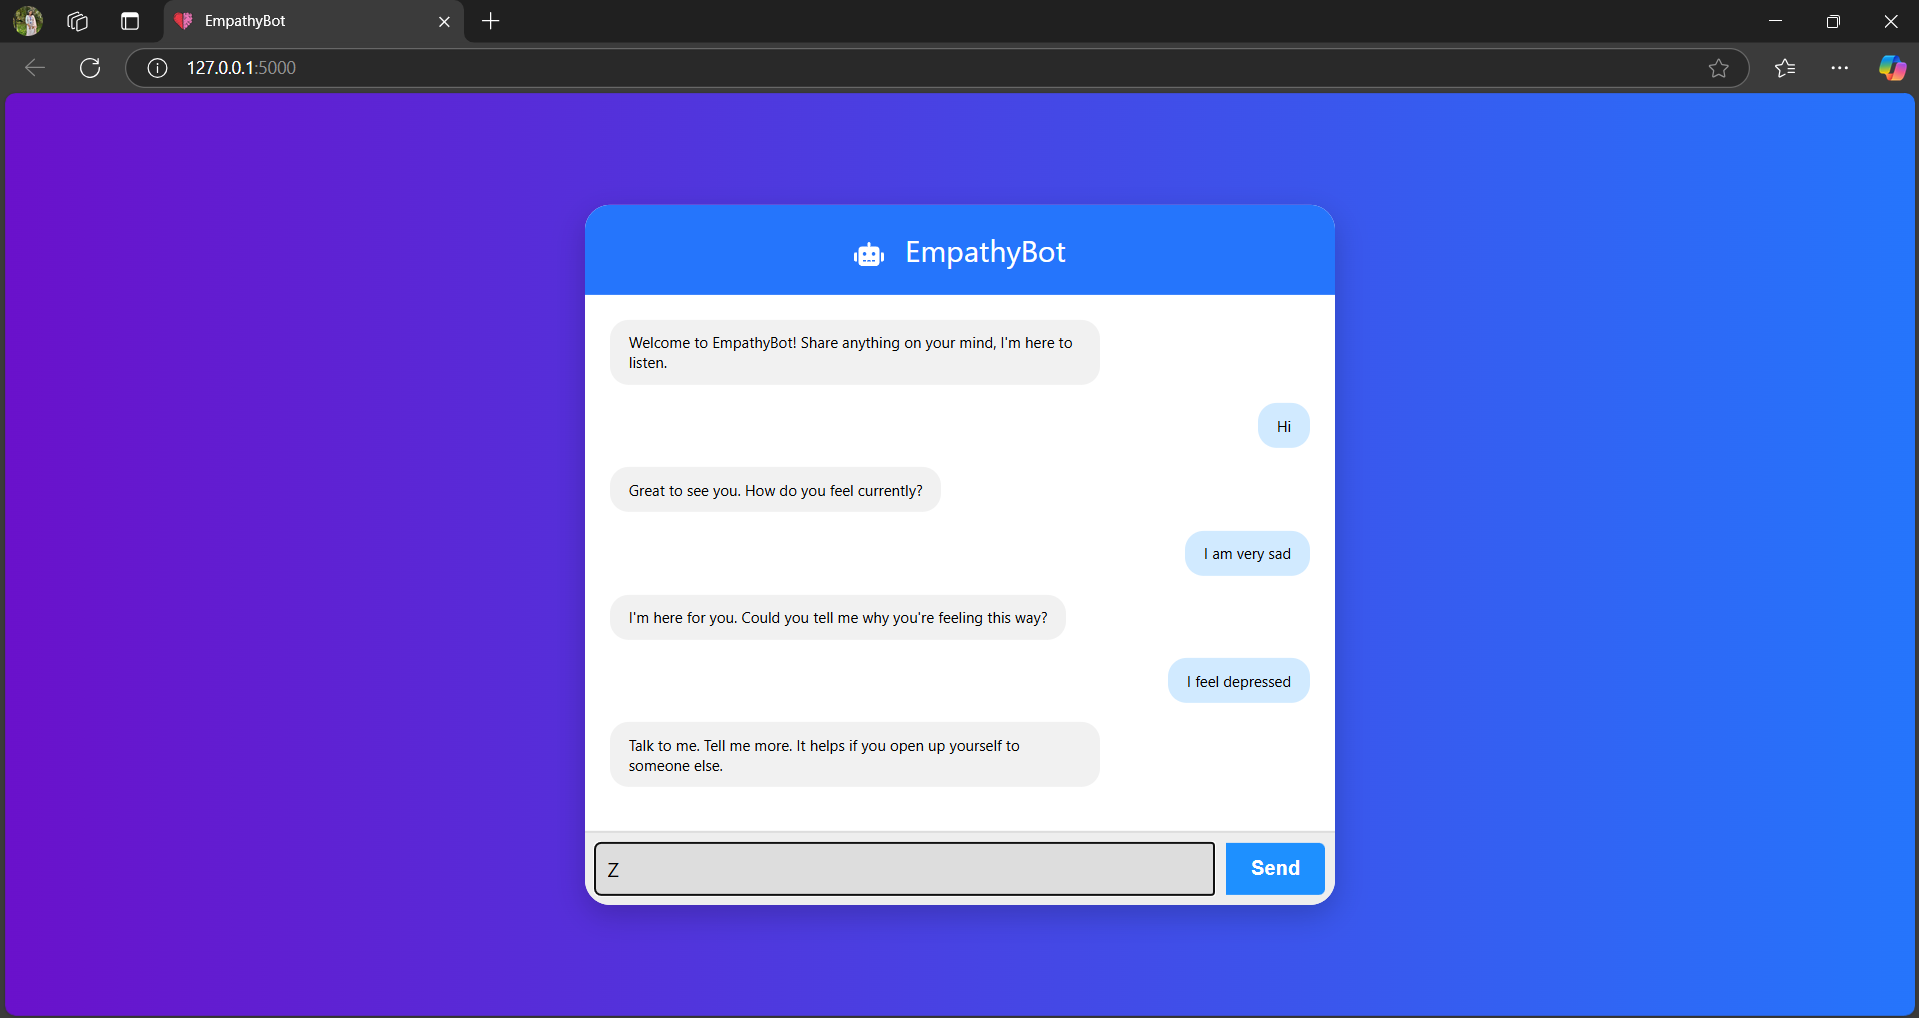 EmpathyBot
127.0.0.1:5000
EmpathyBot
Welcome to EmpathyBot! Share anything on your mind, I'm here to
listen.
Hi
Great to see you. How do you feel currently?
I am very sad
I'm here for you. Could you tell me why you're feeling this way?
I feel depressed
Talk to me. Tell me more. It helps if you open up yourself to
someone else.
Z
Send